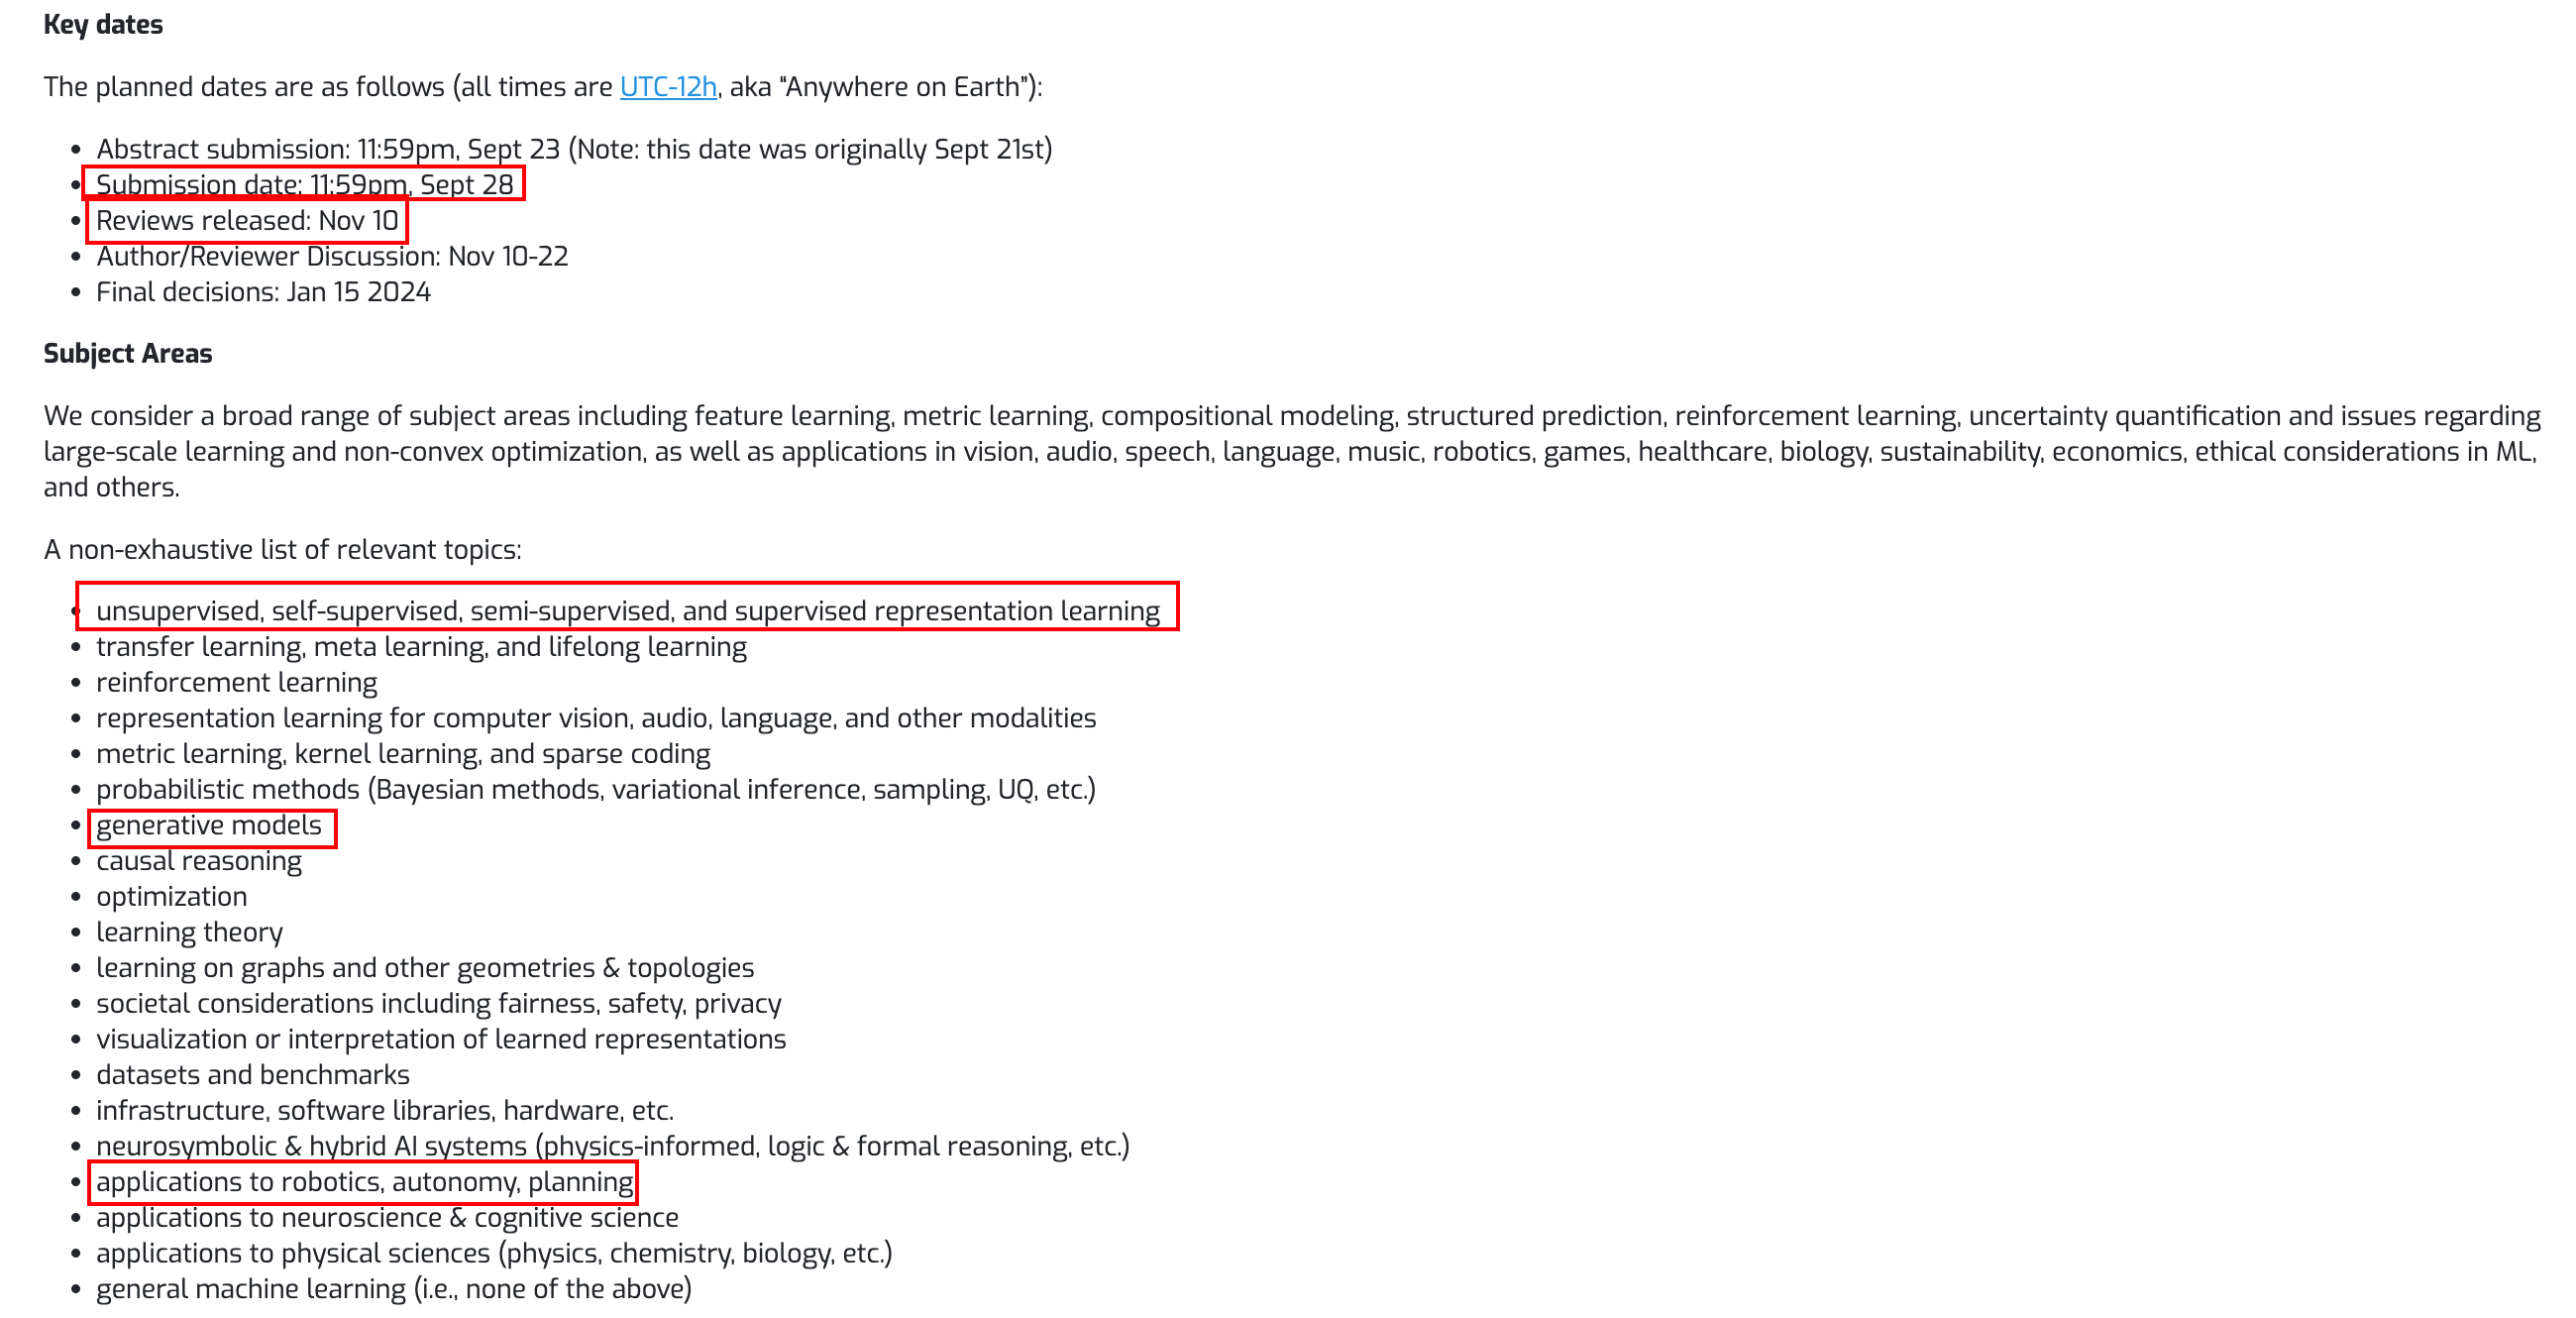 Key dates
The planned dates are as follows (all times are UTC-12h, aka “Anywhere on Earth”):
• Abstract submission: 11:59pm, Sept 23 (Note: this date was originally Sept 21st)
• Submission date: 11:59pm, Sept 28
• Reviews released: Nov 10
• Author/Reviewer Discussion: Nov 10-22
• Final decisions: Jan 15 2024
Subject Areas
We consider a broad range of subject areas including feature learning, metric learning, compositional modeling, structured prediction, reinforcement learning, uncertainty quantification and issues regarding
large-scale learning and non-convex optimization, as well as applications in vision, audio, speech, language, music, robotics, games, healthcare, biology, sustainability, economics, ethical considerations in ML,
and others.
A non-exhaustive list of relevant topics:
• unsupervised, self-supervised, semi-supervised, and supervised representation learning
• transfer learning, meta learning, and lifelong learning
• reinforcement learning
• representation learning for computer vision, audio, language, and other modalities
• metric learning, kernel learning, and sparse coding
• probabilistic methods (Bayesian methods, variational inference, sampling, UQ, etc.)
• generative models
• causal reasoning
• optimization
• learning theory
• learning on graphs and other geometries & topologies
• societal considerations including fairness, safety, privacy
• visualization or interpretation of learned representations
• datasets and benchmarks
• infrastructure, software libraries, hardware, etc.
• neurosymbolic & hybrid AI systems (physics-informed, logic & formal reasoning, etc.)
• applications to robotics, autonomy, planning
• applications to neuroscience & cognitive science
• applications to physical sciences (physics, chemistry, biology, etc.)
• general machine learning (i.e., none of the above)